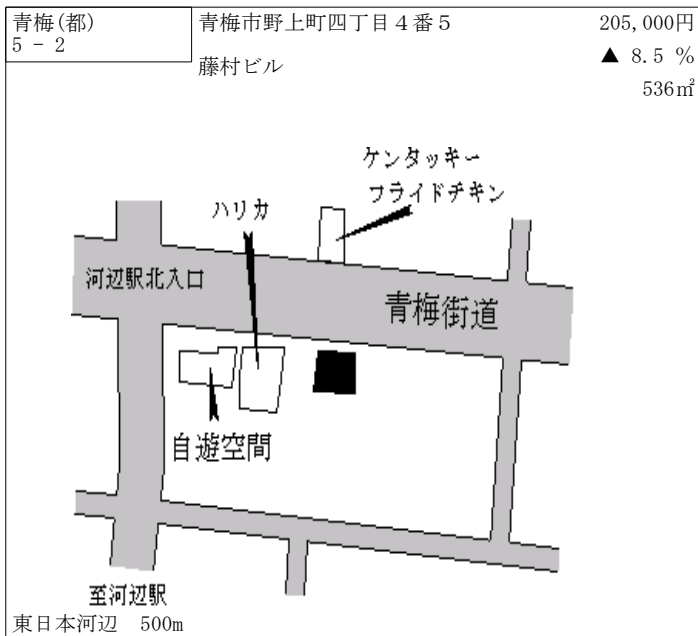 青梅(都)
5 - 2
青梅市野上町四丁目４番５
藤村ビル
205,000円
▲ 8.5 %
536㎡
ケンタッキー
フライドチキン
ハリカ
河辺駅北入口
青梅街道
自遊空間
至河辺駅
東日本河辺　500m